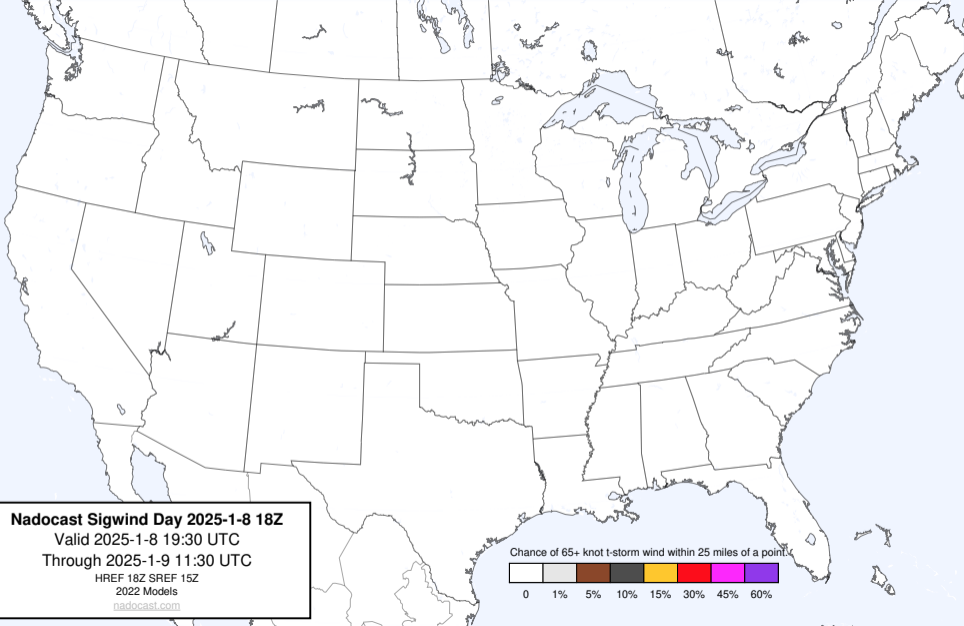 Nadocast Sigwind Day 2025-1-8 18Z
Valid 2025-1-8 19:30 UTC
Through 2025-1-9 11:30 UTC
HREF 18Z SREF 15Z
2022 Models
nadocast.com
Chance of 65+ knot t-storm wind within 25 miles of a point.
0 1% 5% 10% 15% 30% 45% 60%